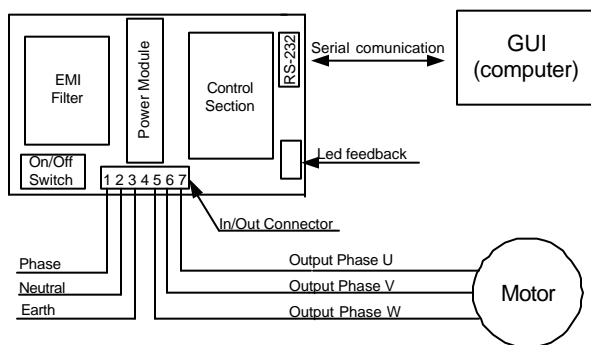 EMI
Filter
Power Module
Control
Section
RS-232
Serial comunication
GUI
(computer)
On/Off
Switch
Led feedback
1 2 3 4 5 6 7
In/Out Connector
Phase
Output Phase U
Neutral
Output Phase V
Earth
Output Phase W
Motor